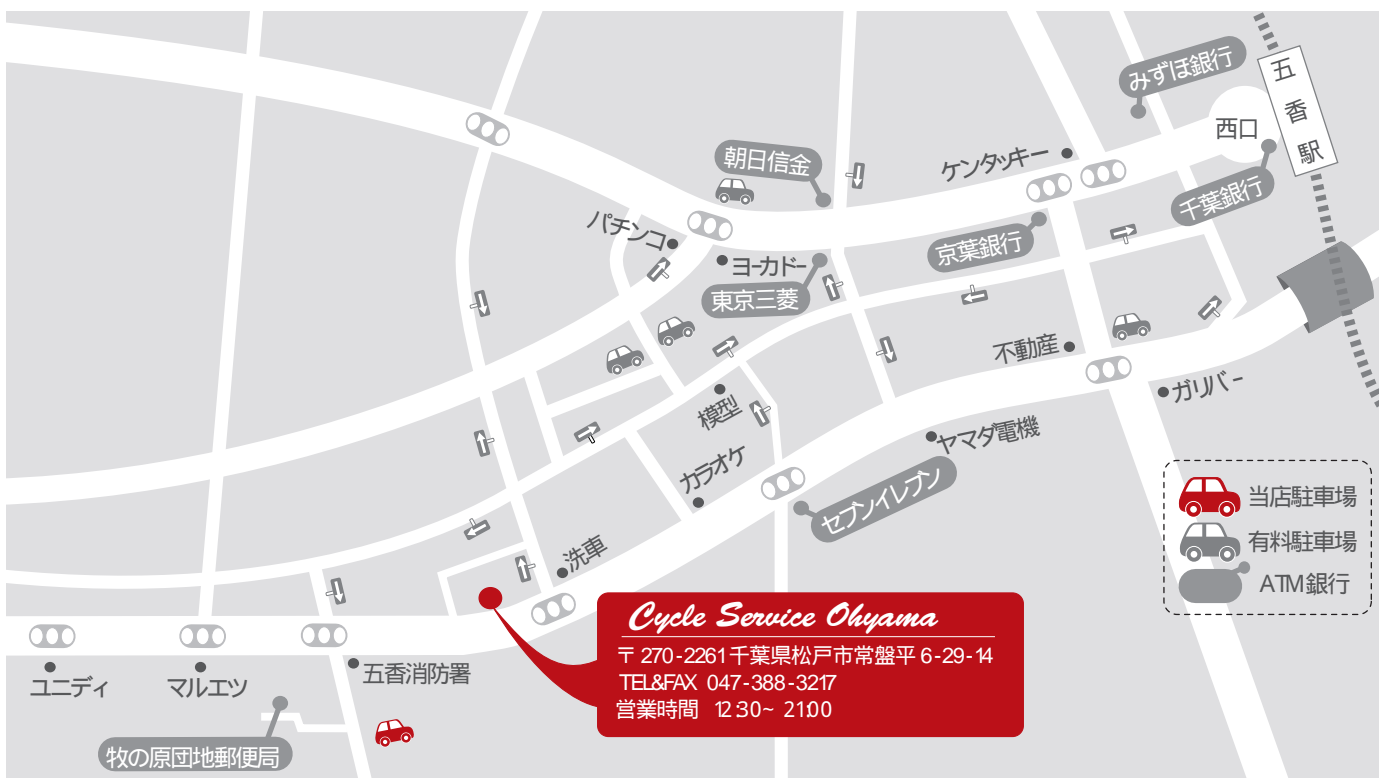 みずほ銀行
五香駅
西口
朝日信金
ケンタッキー
千葉銀行
パチンコ
ヨーカドー
京葉銀行
東京三菱
不動産
ガリバー
模型
ヤマダ電機
カラオケ
セブンイレブン
洗車
当店駐車場
有料駐車場
ATM銀行
Cycle Service Ohyama
〒270-2261千葉県松戸市常盤平6-29-14
TEL&FAX 047-388-3217
営業時間 12:30~ 21:00
ユニディ
マルエツ
五香消防署
牧の原団地郵便局